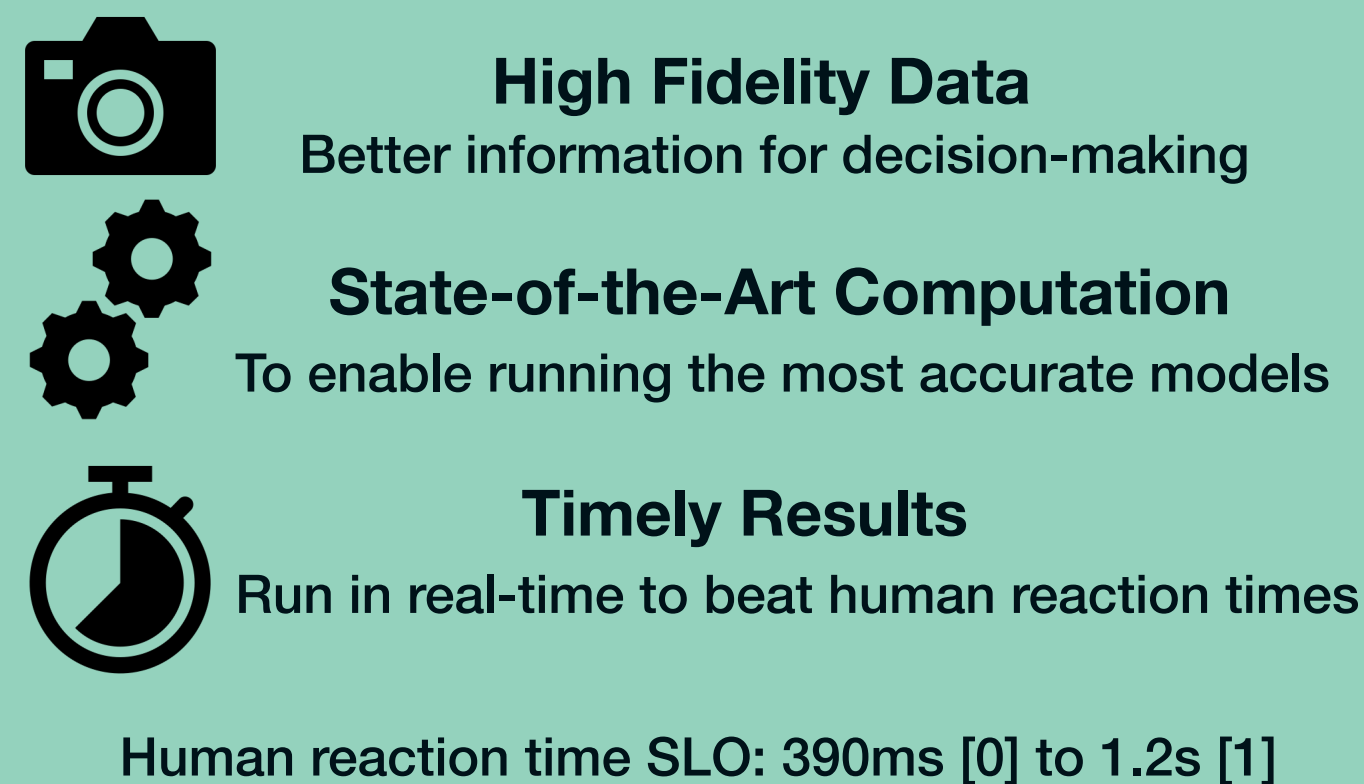 High Fidelity Data
Better information for decision-making
State-of-the-Art Computation
To enable running the most accurate models
Timely Results
Run in real-time to beat human reaction times
Human reaction time SLO: 390ms [0] to 1.2s [1]